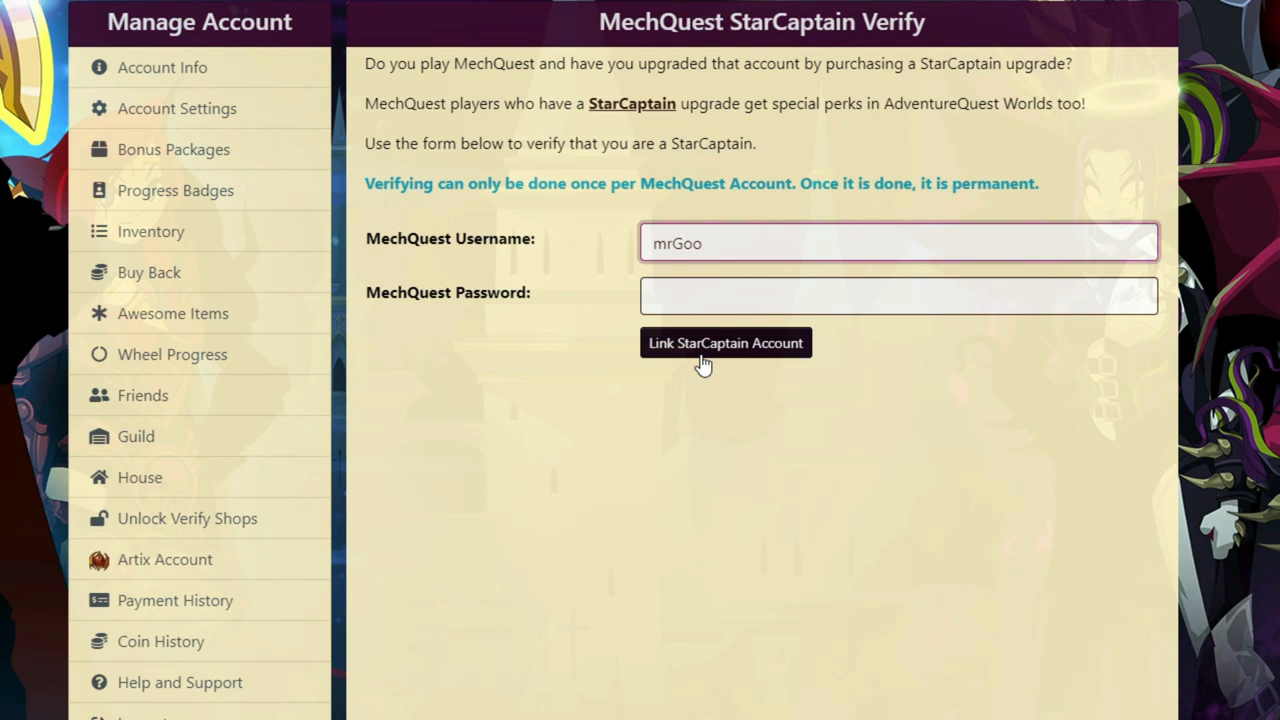 Manage Account
Account Info
Account Settings
Bonus Packages
Progress Badges
Inventory
Buy Back
Awesome Items
Wheel Progress
Friends
Guild
House
Unlock Verify Shops
Artix Account
Payment History
Coin History
Help and Support
MechQuest StarCaptain Verify
Do you play MechQuest and have you upgraded that account by purchasing a StarCaptain upgrade?
MechQuest players who have a StarCaptain upgrade get special perks in AdventureQuest Worlds too!
Use the form below to verify that you are a StarCaptain.
Verifying can only be done once per MechQuest Account. Once it is done, it is permanent.
MechQuest Username:
mrGoo
MechQuest Password:
Link StarCaptain Account